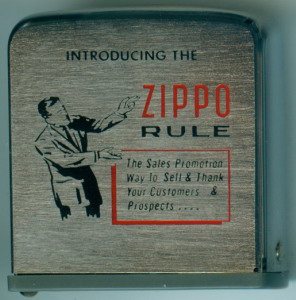 INTRODUCING THE
ZIPPO
RULE
The Sales Promotion
Way To Sell & Thank
Your Customers &
Prospects ....